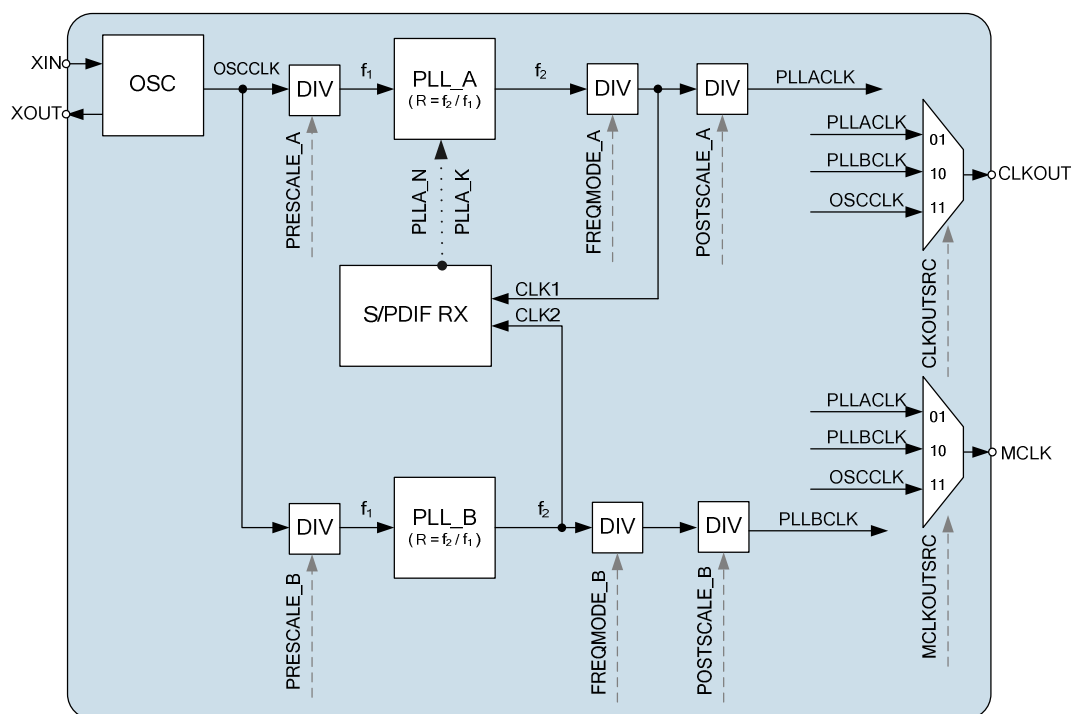 XIN
XOUT
OSC
OSCCLK
DIV
f1
PLL_A
(R=f2/f1)
f2
DIV
DIV
PLLACLK
PRESCALE_A
PLLA_N
PLLA_K
FREQMODE_A
POSTSCALE_A
PLLACLK
01
PLLBCLK
10
OSCCLK
11
CLKOUT
CLKOUTSRC
S/PDIF RX
CLK1
CLK2
PLLACLK
01
PLLBCLK
10
OSCCLK
11
MCLK
MCLKOUTSRC
DIV
f1
PLL_B
(R=f2/f1)
f2
DIV
DIV
PLLBCLK
PRESCALE_B
FREQMODE_B
POSTSCALE_B